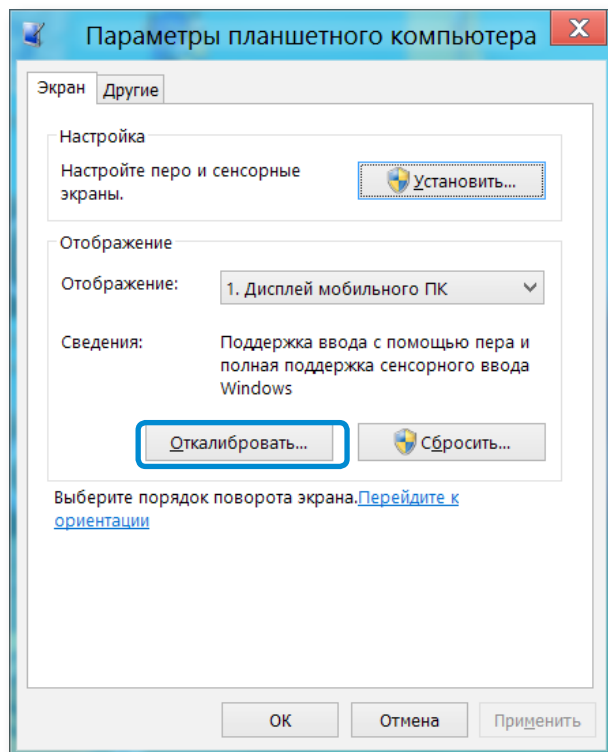 Параметры планшетного компьютера
Экран
Другие
Настройка
Настройте перо и сенсорные
экраны.
Установить...
Отображение
Отображение:
1. Дисплей мобильного ПК
Сведения:
Поддержка ввода с помощью пера и
полная поддержка сенсорного ввода
Windows
Откалибровать...
Сбросить...
Выберите порядок поворота экрана.Перейдите к
ориентации
ОК
Отмена
Применить